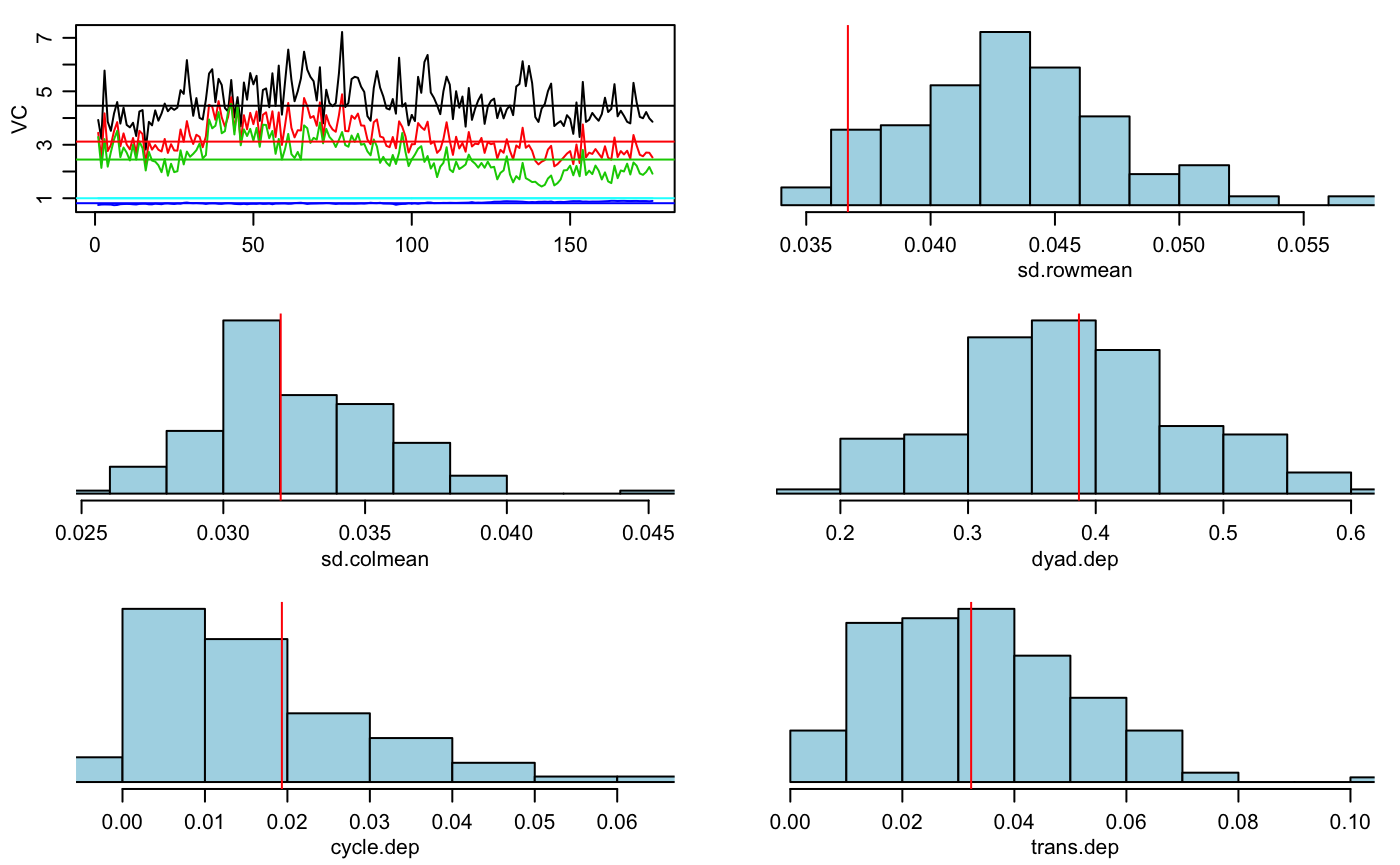 VC
7
5
3
1
0 50 100 150
0.035 0.040 0.045 0.050 0.055
sd.rowmean
0.025 0.030 0.035 0.040 0.045
sd.colmean
0.2 0.3 0.4 0.5 0.6
dyad.dep
0.00 0.01 0.02 0.03 0.04 0.05 0.06
cycle.dep
0.00 0.02 0.04 0.06 0.08 0.10
trans.dep